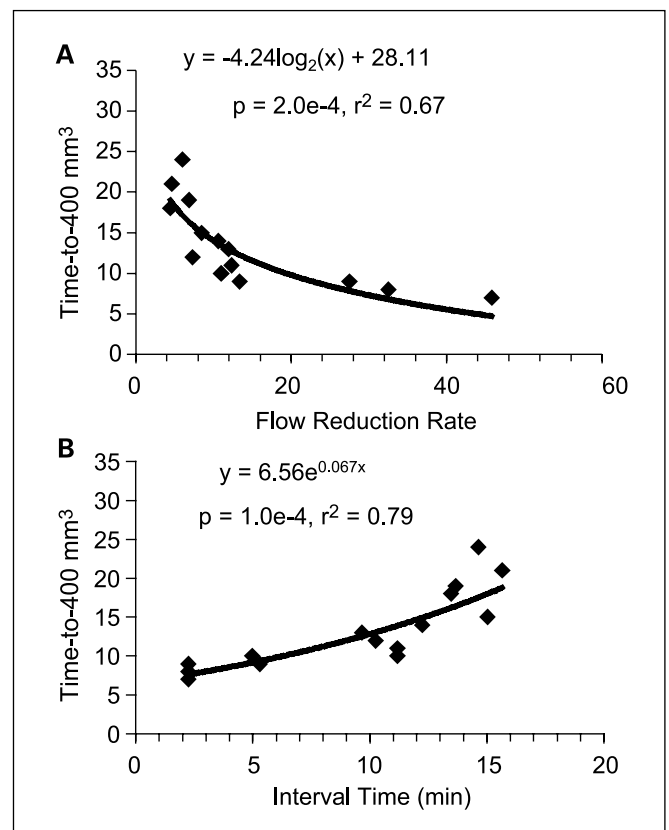 A
y = -4.24log₂(x) + 28.11
p = 2.0e-4, r² = 0.67
Time-to-400 mm³
35
30
25
20
15
10
5
0
0 20 40 60
Flow Reduction Rate
B
y = 6.56e⁰·⁰⁶⁷ˣ
p = 1.0e-4, r² = 0.79
Time-to-400 mm³
35
30
25
20
15
10
5
0
0 5 10 15 20
Interval Time (min)